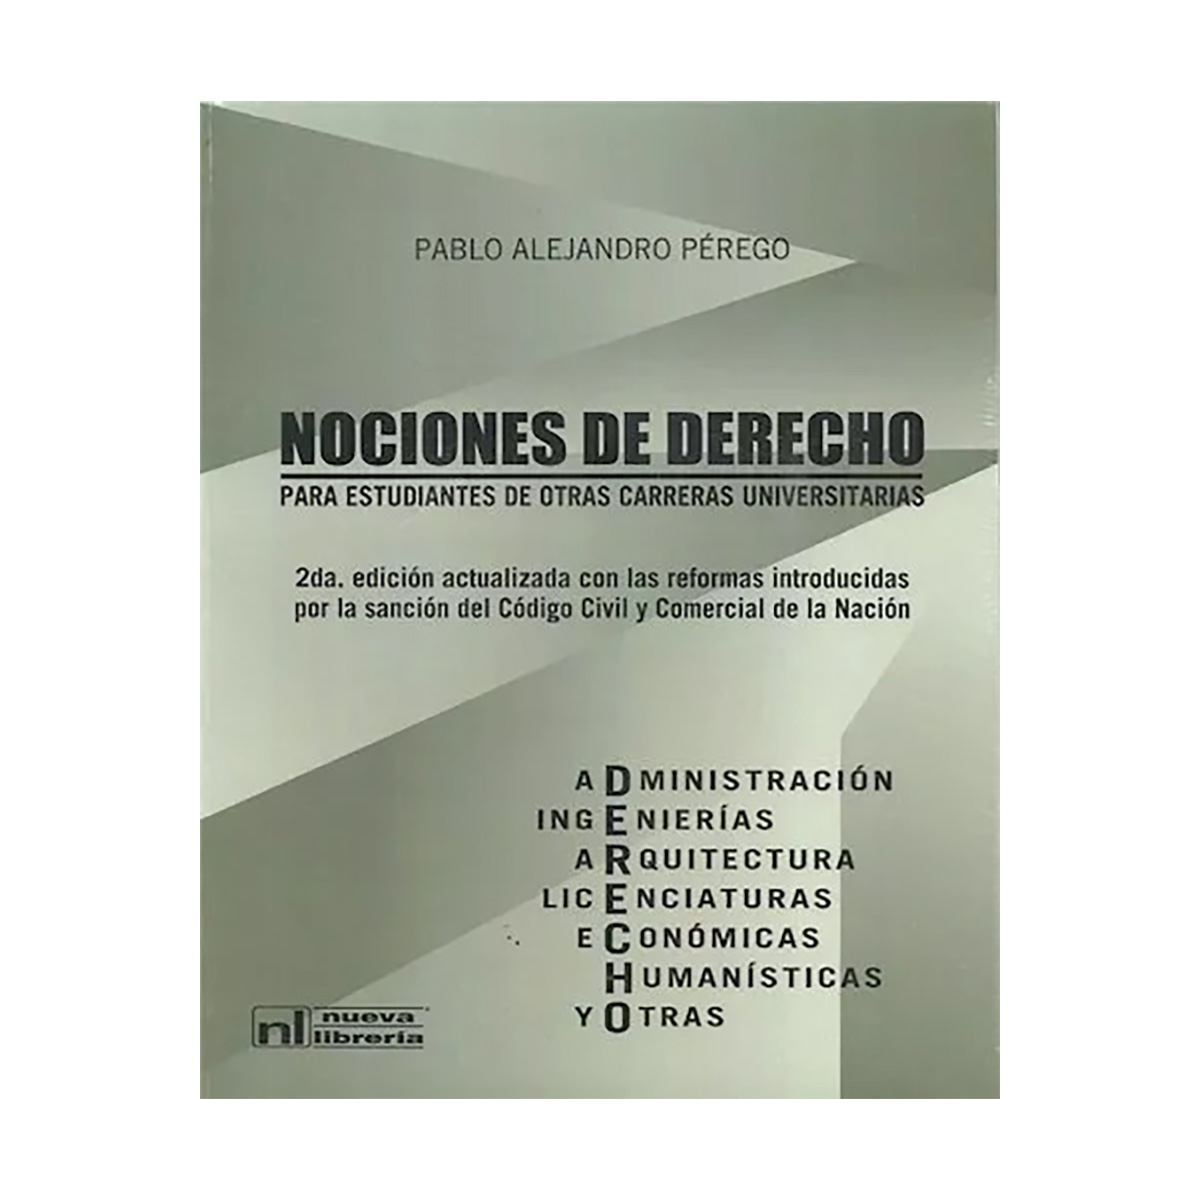 PABLO ALEJANDRO PÉREGO
NOCIONES DE DERECHO
PARA ESTUDIANTES DE OTRAS CARRERAS UNIVERSITARIAS
2da. edición actualizada con las reformas introducidas
por la sanción del Código Civil y Comercial de la Nación
ADMINISTRACIÓN
INGENIERÍAS
ARQUITECTURA
LICENCIATURAS
ECONÓMICAS
HUMANÍSTICAS
Y OTRAS
nl nueva
librería